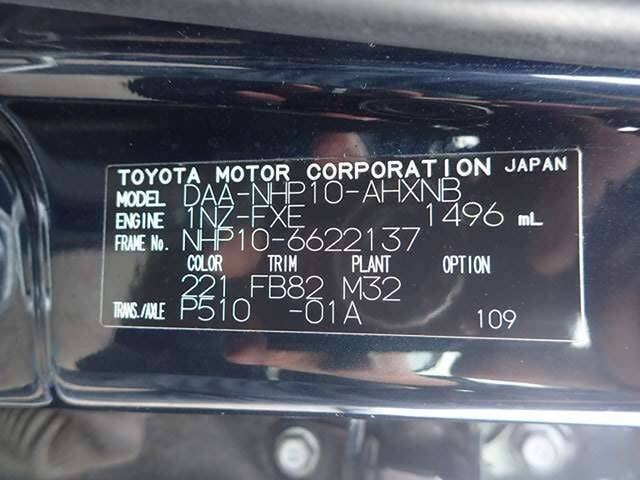 TOYOTA MOTOR CORPORATION JAPAN
MODEL DAA-NHP10-AHXNB
ENGINE 1NZ-FXE 1496 mL
FRAME No. NHP10-6622137
COLOR TRIM PLANT OPTION
221 FB82 M32
TRANS./AXLE P510 -01A 109